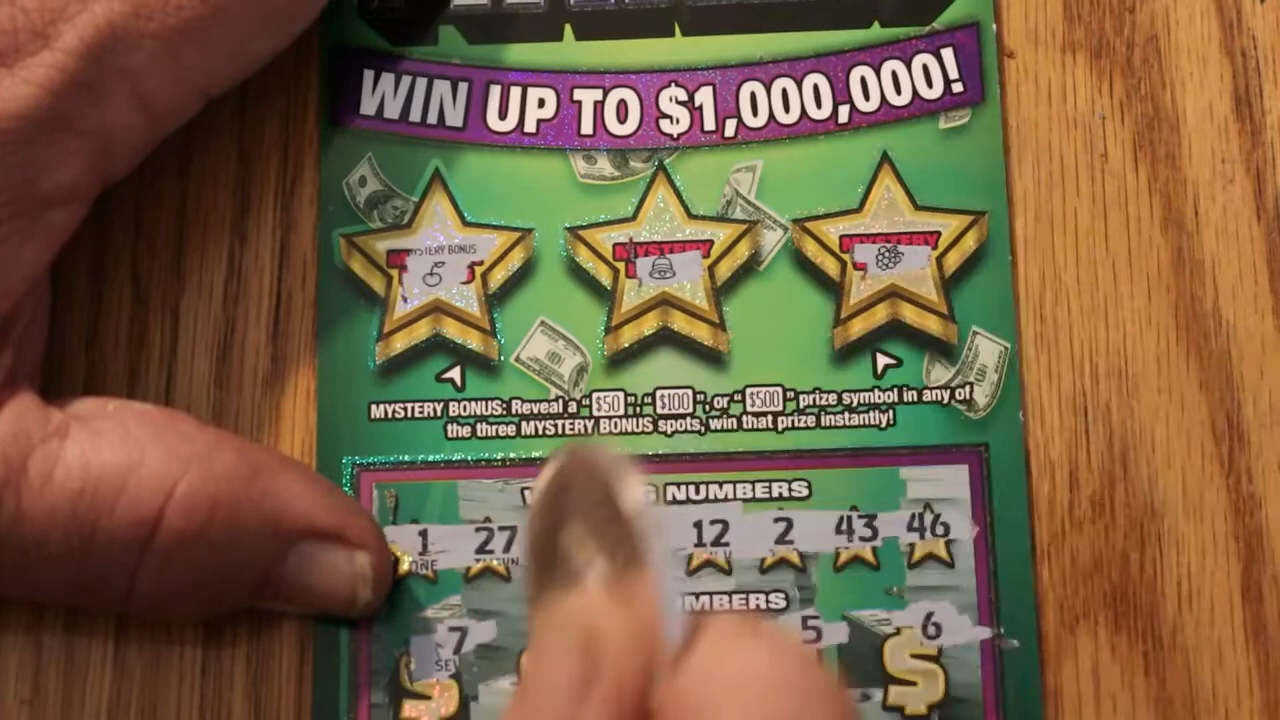 WIN UP TO $1,000,000!
MYSTERY BONUS
MYSTERY
MYSTERY
MYSTERY BONUS: Reveal a "$50", "$100", or "$500" prize symbol in any of
the three MYSTERY BONUS spots, win that prize instantly!
NUMBERS
1 27 12 2 43 46
ONE
7 5 6